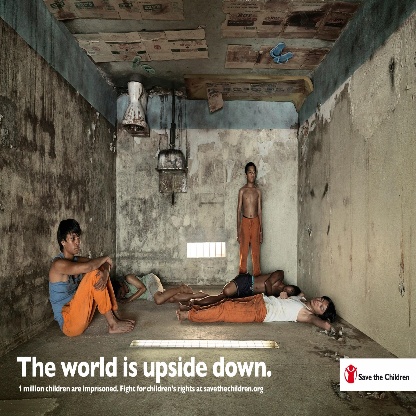 The world is upside down.
1 million children are imprisoned. Fight for children's rights at savethechildren.org
Save the Children